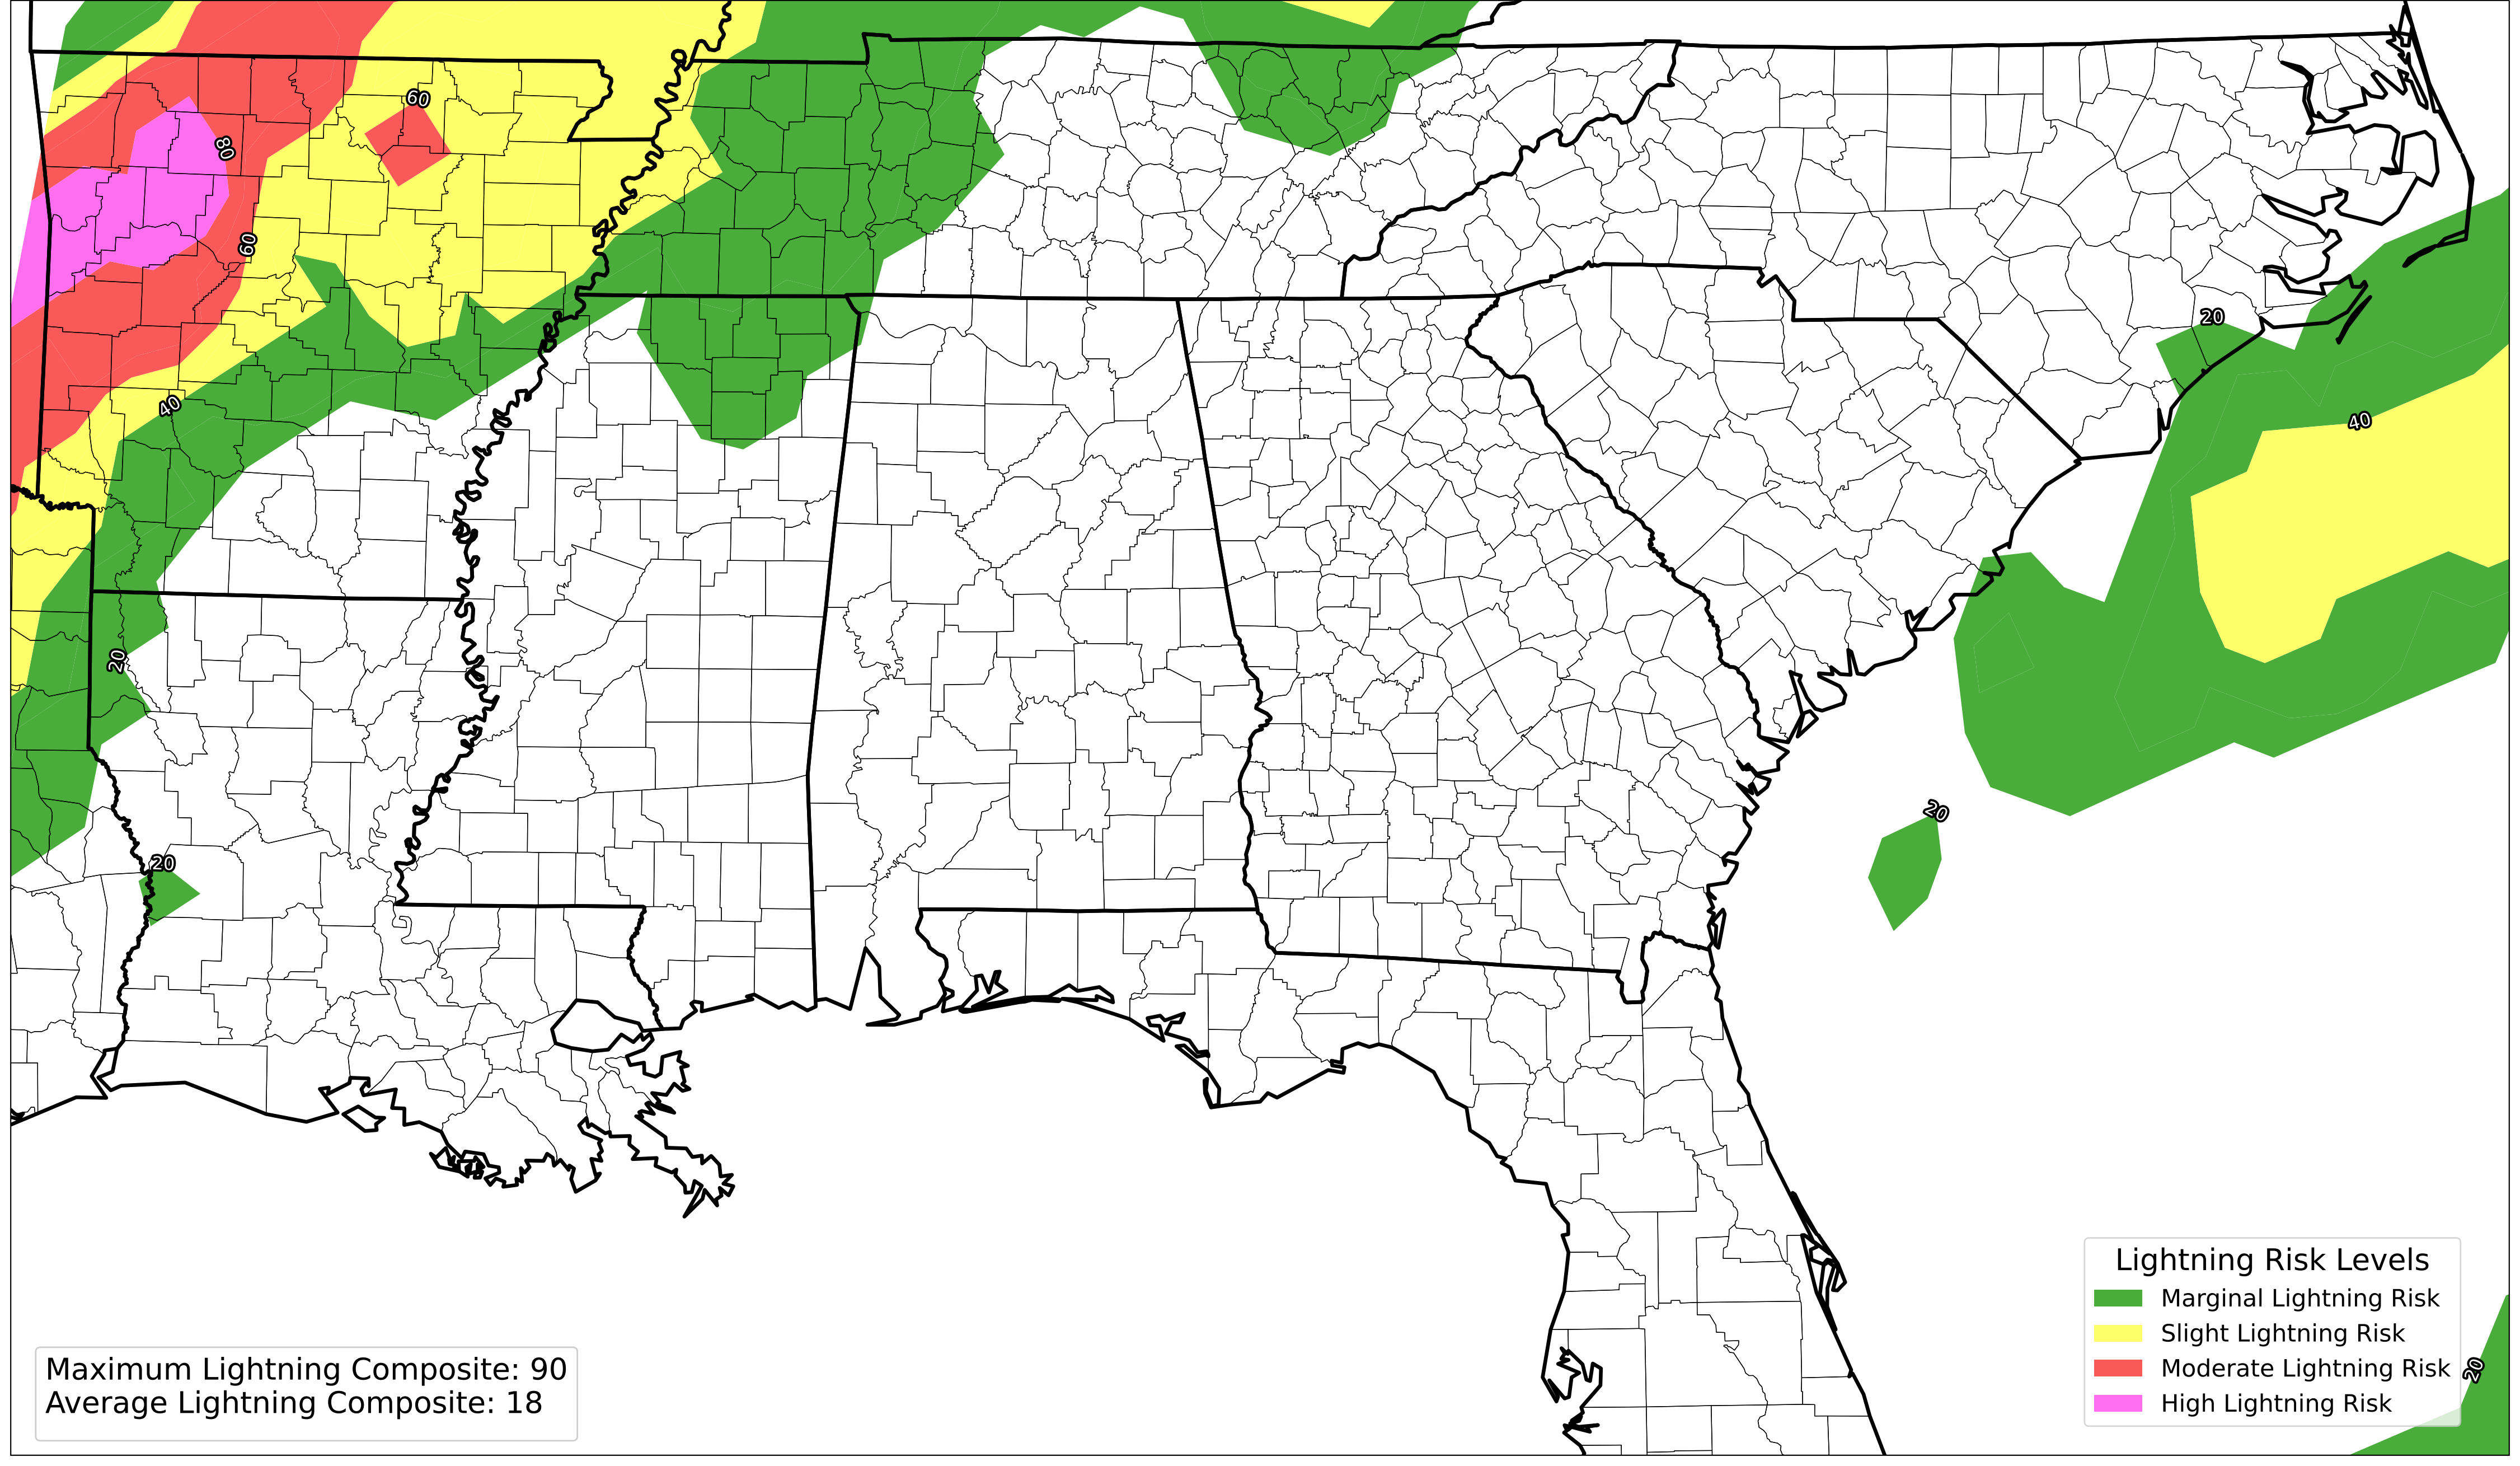 60
80
60
20
40
40
20
20
20
20
Lightning Risk Levels
Marginal Lightning Risk
Slight Lightning Risk
Moderate Lightning Risk
High Lightning Risk
20
Maximum Lightning Composite: 90
Average Lightning Composite: 18